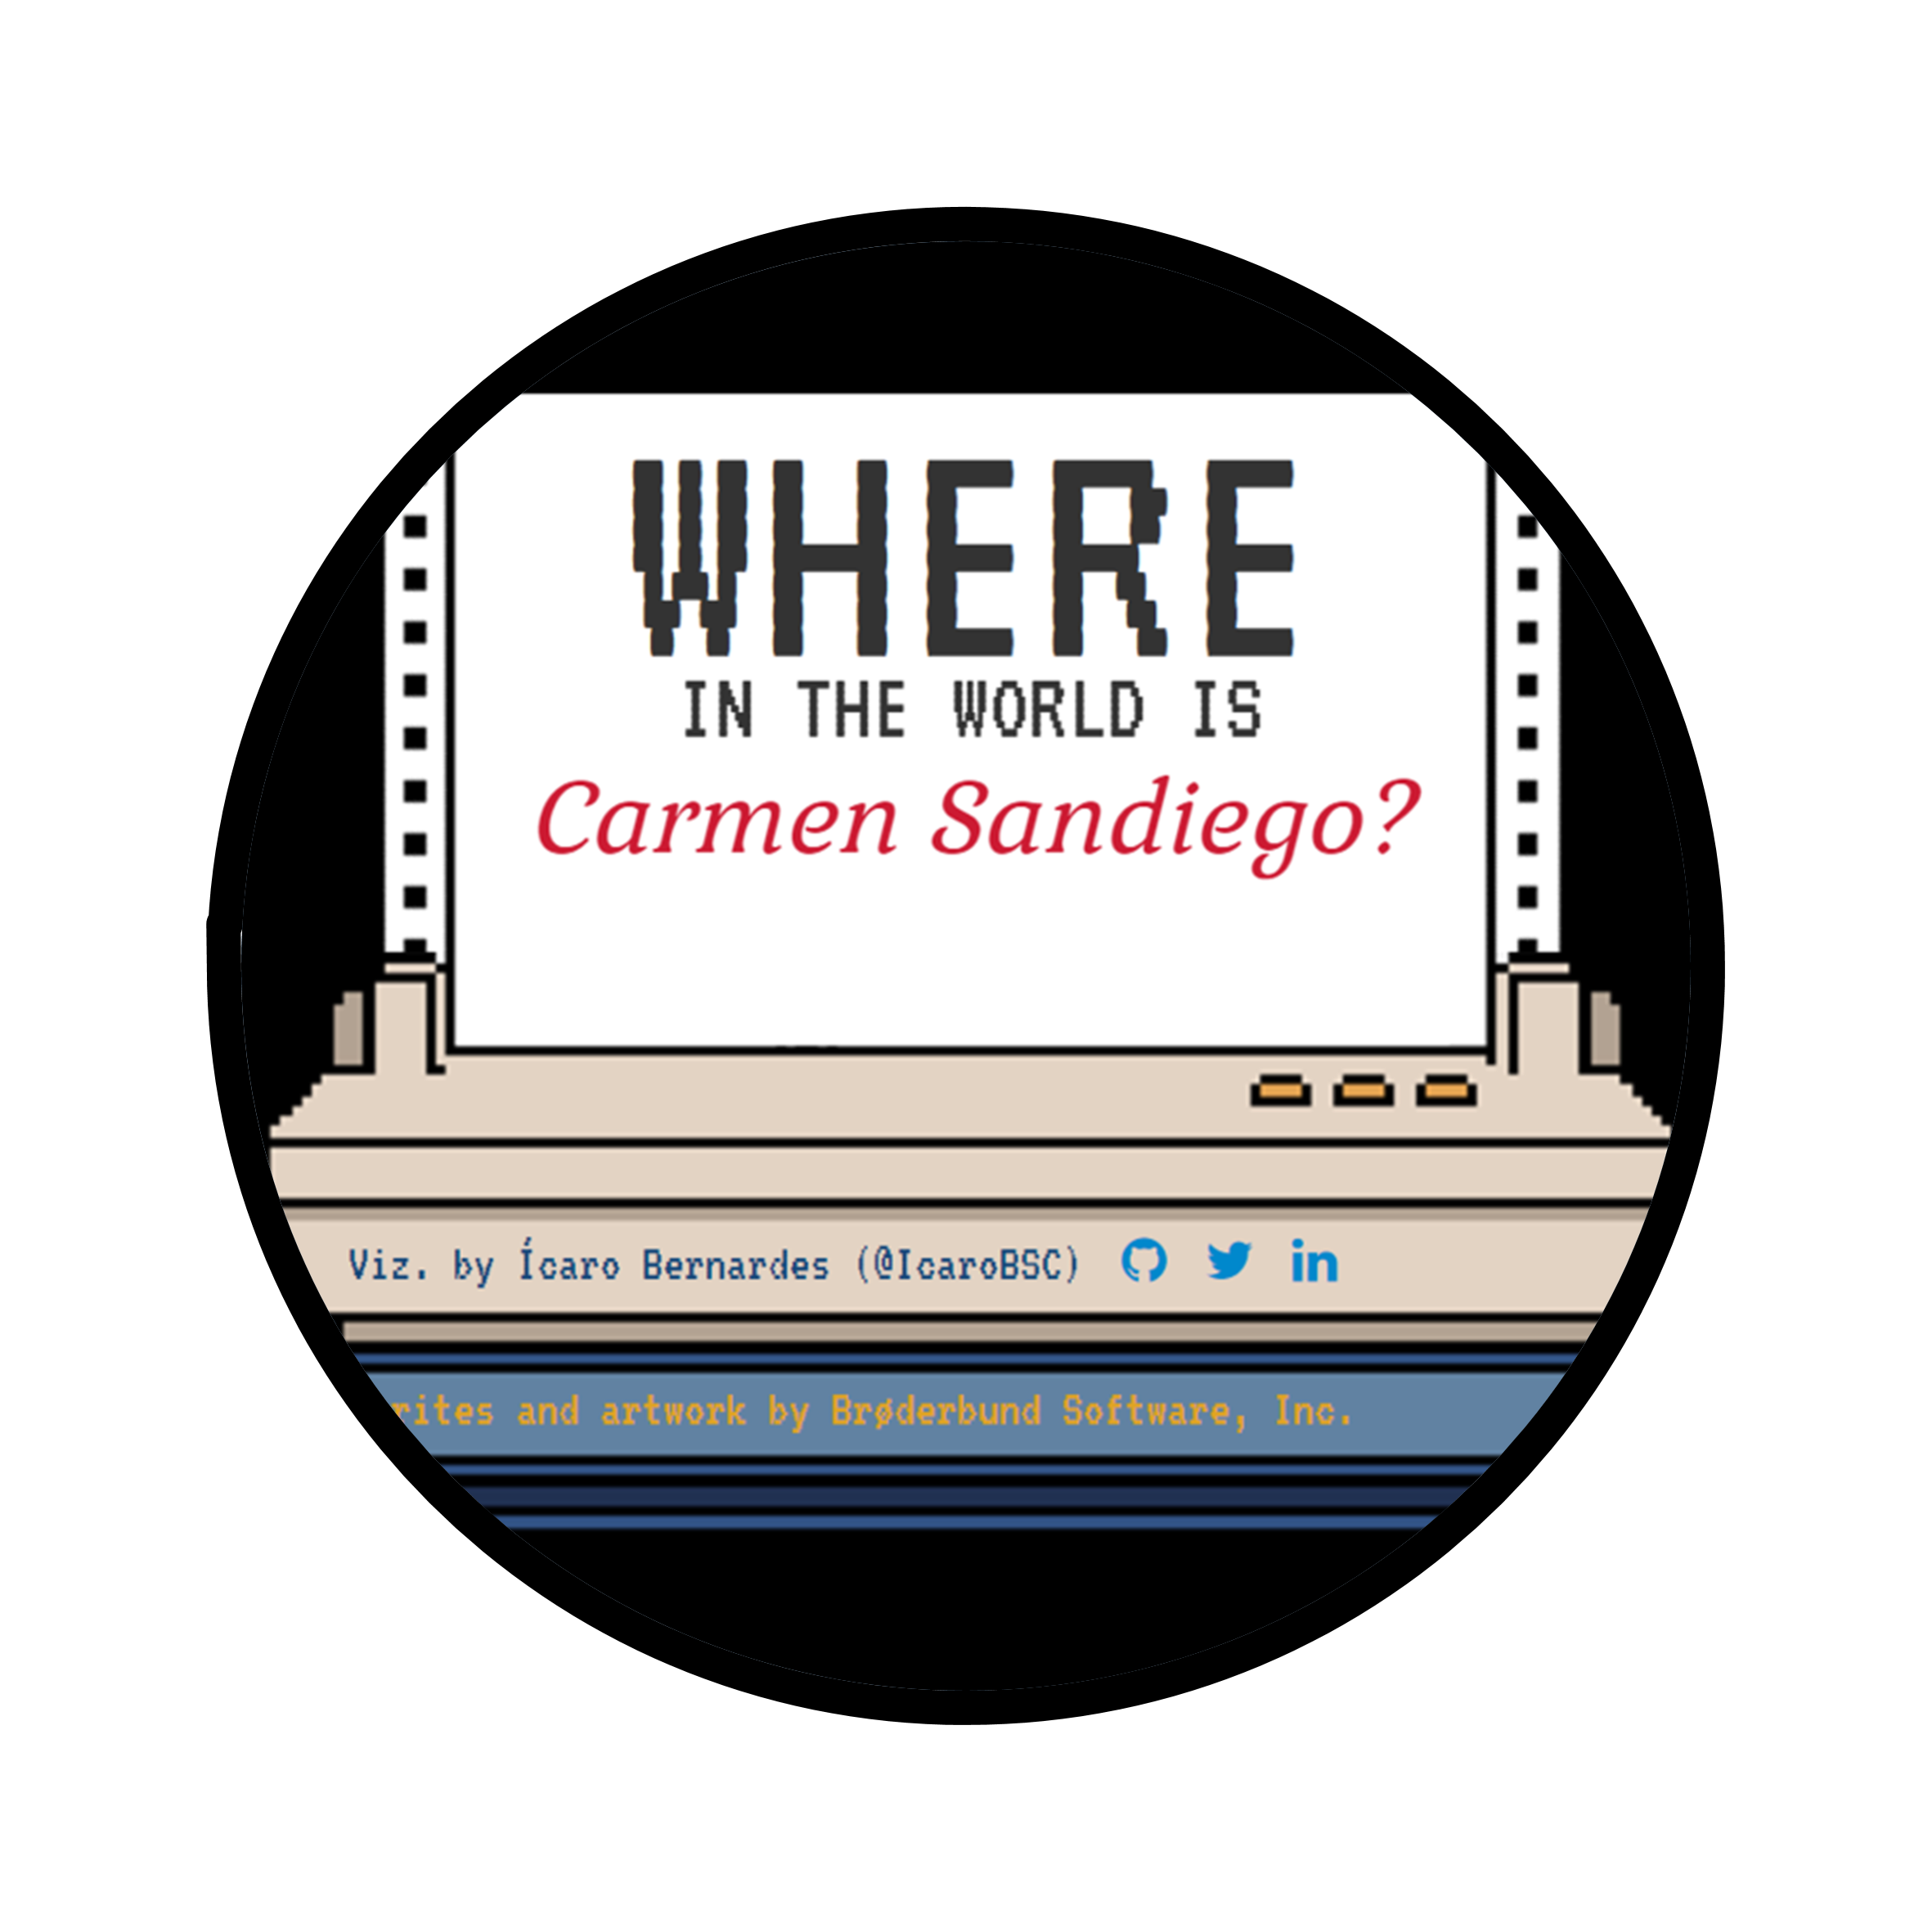 WHERE
IN THE WORLD IS
Carmen Sandiego?
Viz. by Ícaro Bernardes (@IcaroBSC) in
rites and artwork by Brøderbund Software, Inc.